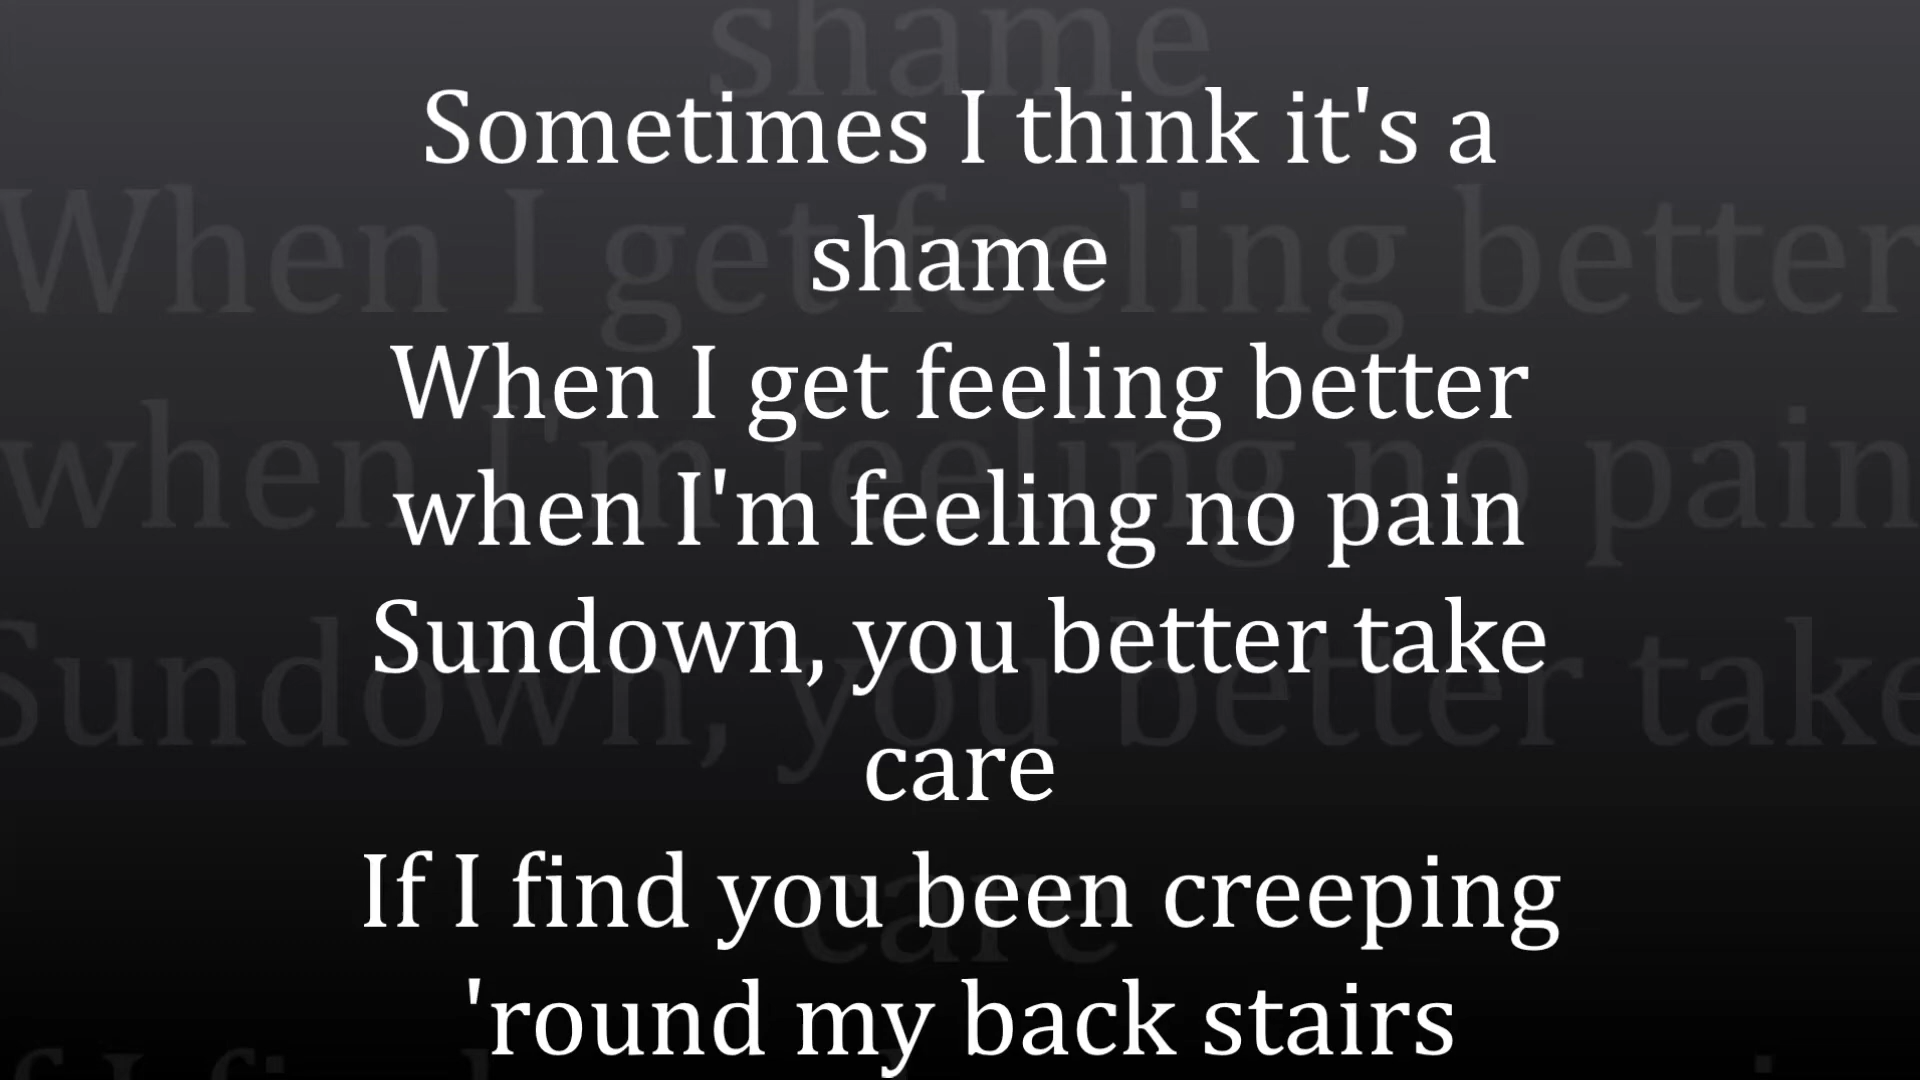 Sometimes I think it's a
shame
When I get feeling better
when I'm feeling no pain
Sundown, you better take
care
If I find you been creeping
'round my back stairs